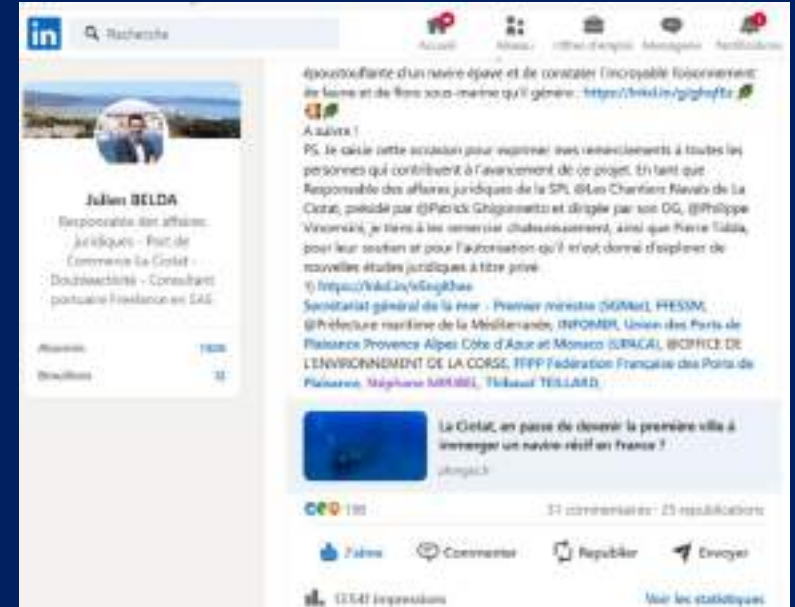 in
Recherche
Accueil
Réseau
Offres d'emploi
Messagerie
Notifications
Julien BELDA
Responsable des affaires
juridiques - Port de
Commerce La Ciotat -
Doubleactivité - Consultant
portuaire Freelance en SAS
Abonnés
époustouflante d'un navire épave et de constater l'incroyable foisonnement
de faune et de flore sous-marine qu'il génère :
A suivre !
PS. Je saisie cette occasion pour exprimer mes remerciements à toutes les
personnes qui contribuent à l'avancement de ce projet. En tant que
Responsable des affaires juridiques de la SPL @Les Chantiers Navals de La
Ciotat, présidé par @Patrick Ghigonetto et dirigée par son DG, @Philippe
je tiens à les remercier chaleureusement, ainsi que Pierre
pour leur soutien et pour l'autorisation qu'il m'est donné d'explorer de
nouvelles études juridiques à titre privé
Secrétariat général de la mer - Premier ministre (SGMer), FFESSM,
@Préfecture maritime de la Méditerranée, INFOMER, Union des Ports de
Plaisance Provence Alpes Côte d'Azur et Monaco (UPACA), @OFFICE DE
L'ENVIRONNEMENT DE LA CORSE, FFPP Fédération Française des Ports de
Plaisance, Stéphane Thibaud TEILLARD,
La Ciotat, en passe de devenir la première ville à
immerger un navire récif en France ?
31 commentaires · 25 republications
J'aime
Commenter
Republier
Envoyer
impressions
Voir les statistiques